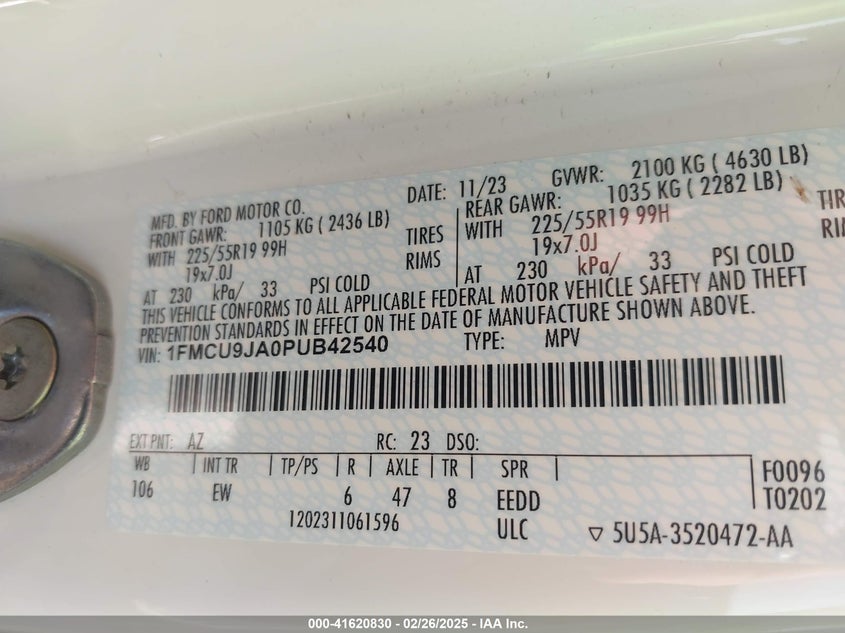 MFD. BY FORD MOTOR CO. DATE: 11/23 GVWR: 2100 KG ( 4630 LB)
FRONT GAWR: 1105 KG ( 2436 LB) REAR GAWR: 1035 KG ( 2282 LB)
WITH 225/55R19 99H TIRES WITH 225/55R19 99H
19x7.0J RIMS 19x7.0J
AT 230 kPa/ 33 PSI COLD AT 230 kPa/ 33 PSI COLD
THIS VEHICLE CONFORMS TO ALL APPLICABLE FEDERAL MOTOR VEHICLE SAFETY AND THEFT
PREVENTION STANDARDS IN EFFECT ON THE DATE OF MANUFACTURE SHOWN ABOVE.
VIN: 1FMCU9JA0PUB42540 TYPE: MPV
EXT PNT: AZ RC: 23 DSO:
WB INT TR TP/PS R AXLE TR SPR F0096
106 EW 6 47 8 EEDD T0202
1202311061596 ULC ▽ 5U5A-3520472-AA
000-41620830 - 02/26/2025 - IAA Inc.